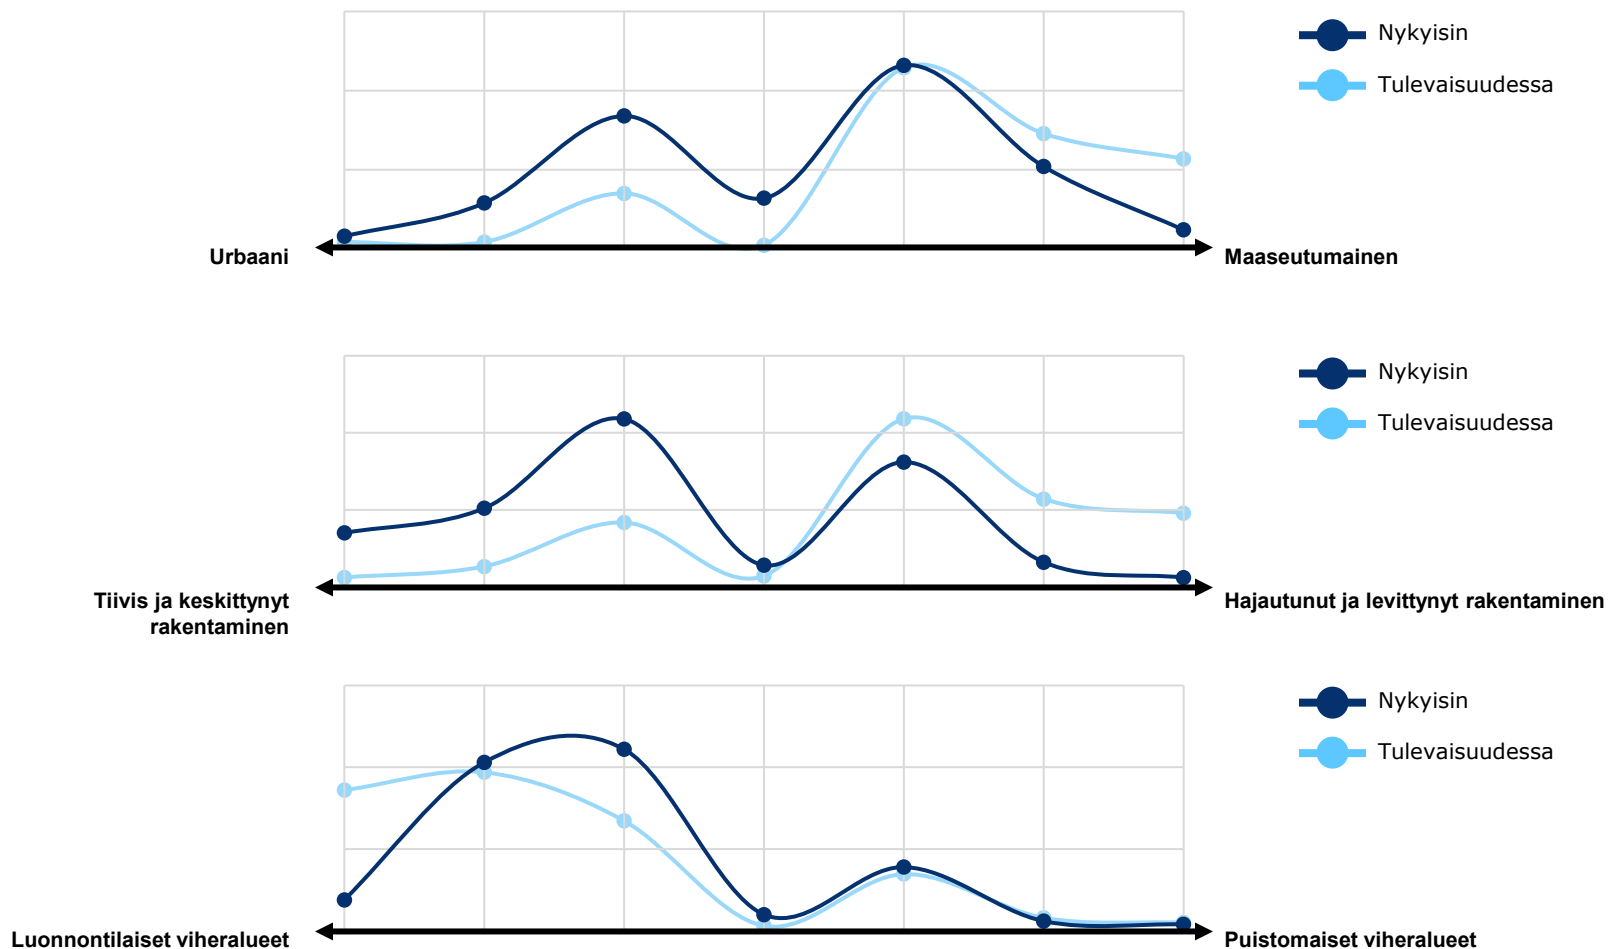 Nykyisin
Tulevaisuudessa
Urbaani
Maaseutumainen
Nykyisin
Tulevaisuudessa
Tiivis ja keskittynyt
rakentaminen
Hajautunut ja levittynyt rakentaminen
Nykyisin
Tulevaisuudessa
Luonnontilaiset viheralueet
Puistomaiset viheralueet